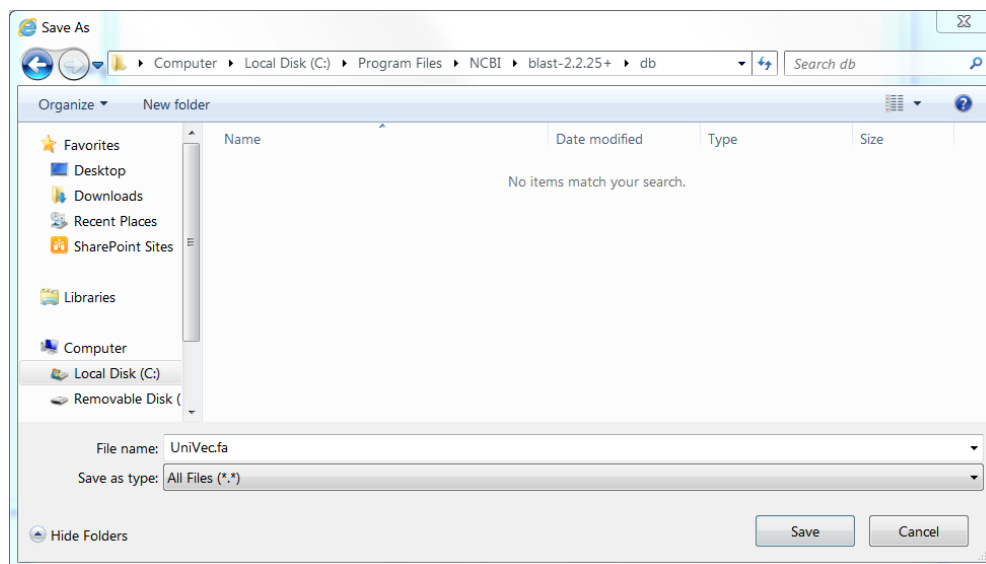 Save As
Computer Local Disk (C:) Program Files NCBI blast-2.2.25+ db Search db
Organize New folder
Name Date modified Type Size
No items match your search.
Favorites
Desktop
Downloads
Recent Places
SharePoint Sites
Libraries
Computer
Local Disk (C:)
Removable Disk (
File name: UniVec.fa
Save as type: All Files (*.*)
Hide Folders Save Cancel